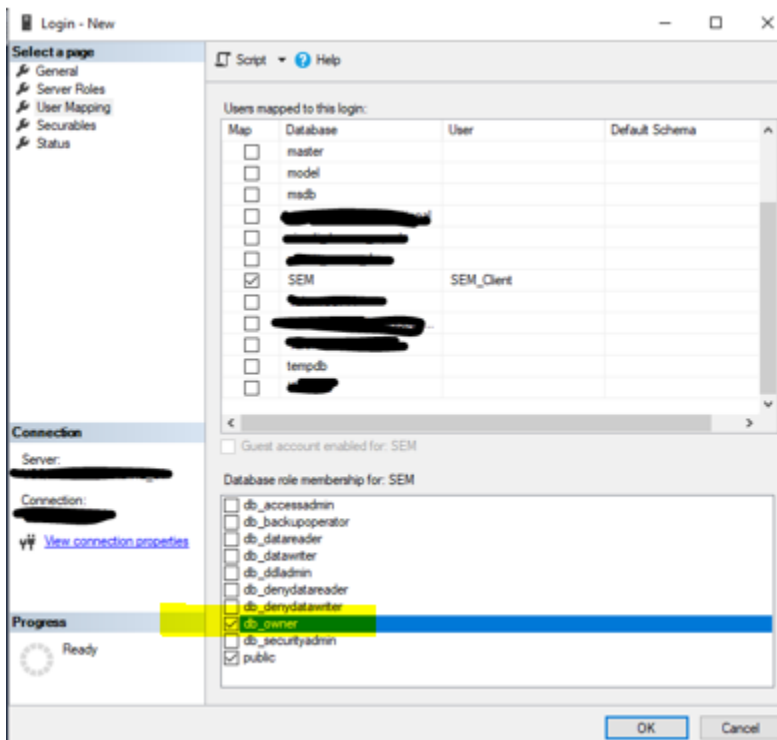 Login - New
Select a page
General
Server Roles
User Mapping
Securables
Status
Script Help
Users mapped to this login:
Map Database User Default Schema
master
model
msdb
SEM SEM_Client
tempdb
Guest account enabled for: SEM
Database role membership for: SEM
db_accessadmin
db_backupoperator
db_datareader
db_datawriter
db_ddladmin
db_denydatareader
db_denydatawriter
db_owner
db_securityadmin
public
Connection
Server:
Connection:
View connection properties
Progress
Ready
OK Cancel